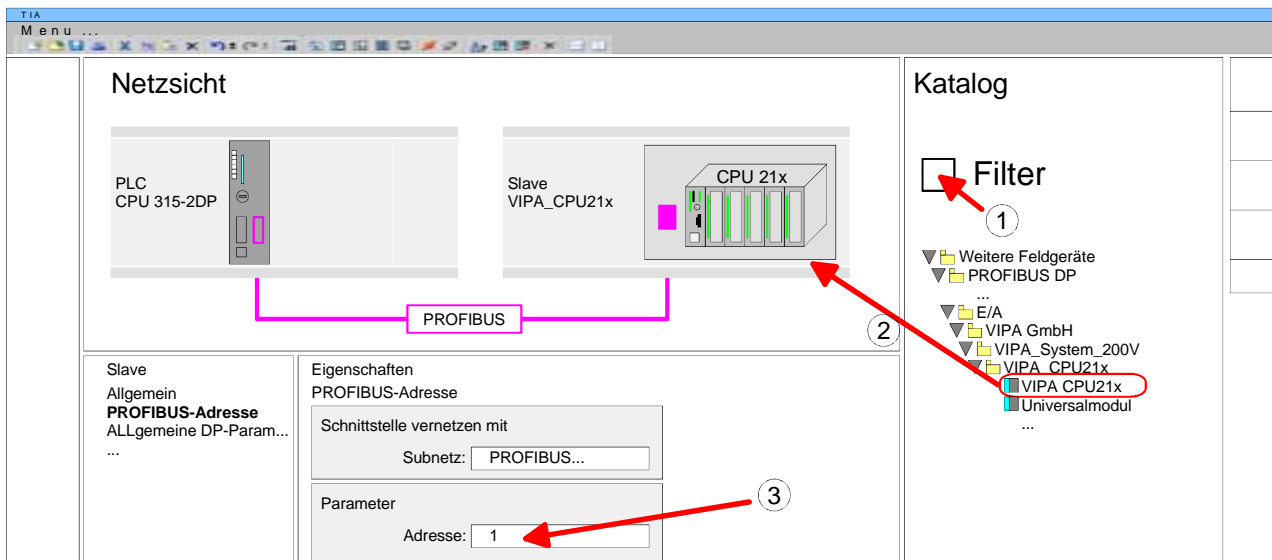 TIA
Menu ...
Netzsicht
PLC
CPU 315-2DP
Slave
VIPA_CPU21x
CPU 21x
PROFIBUS
2
Katalog
Filter
1
Weitere Feldgeräte
PROFIBUS DP
...
E/A
VIPA GmbH
VIPA_System_200V
VIPA_CPU21x
VIPA CPU21x
Universalmodul
...
Slave
Allgemein
PROFIBUS-Adresse
ALLgemeine DP-Param...
...
Eigenschaften
PROFIBUS-Adresse
Schnittstelle vernetzen mit
Subnetz: PROFIBUS...
Parameter
Adresse: 1
3